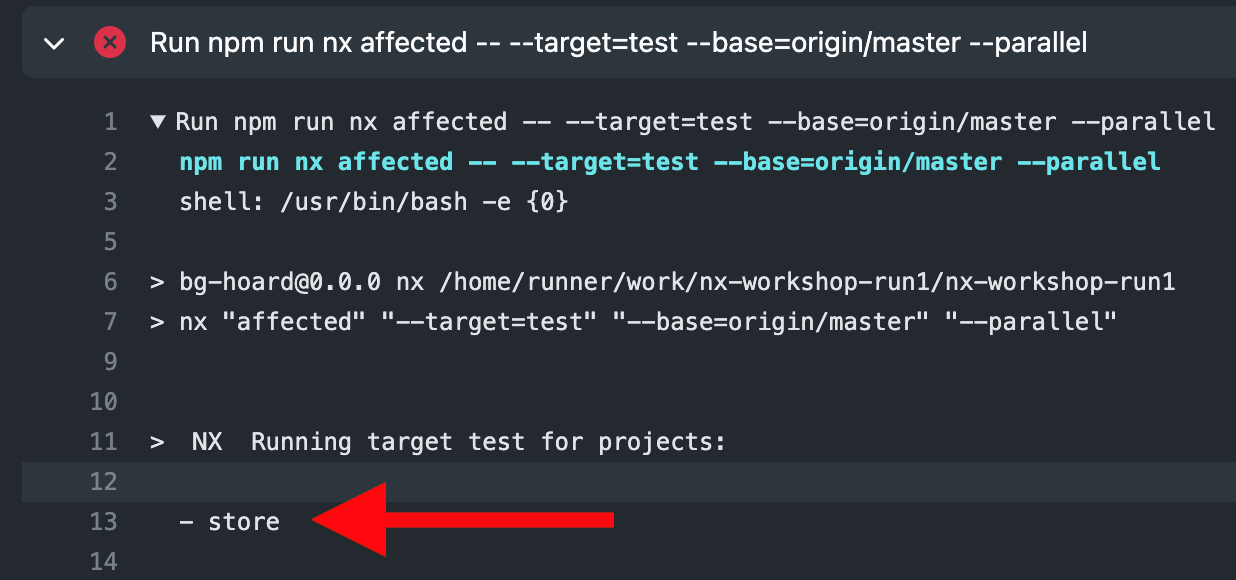 Run npm run nx affected -- --target=test --base=origin/master --parallel
1 ▼ Run npm run nx affected -- --target=test --base=origin/master --parallel
2 npm run nx affected -- --target=test --base=origin/master --parallel
3 shell: /usr/bin/bash -e {0}
5
6 > bg-hoard@0.0.0 nx /home/runner/work/nx-workshop-run1/nx-workshop-run1
7 > nx "affected" "--target=test" "--base=origin/master" "--parallel"
9
10
11 > NX Running target test for projects:
12
13 - store
14